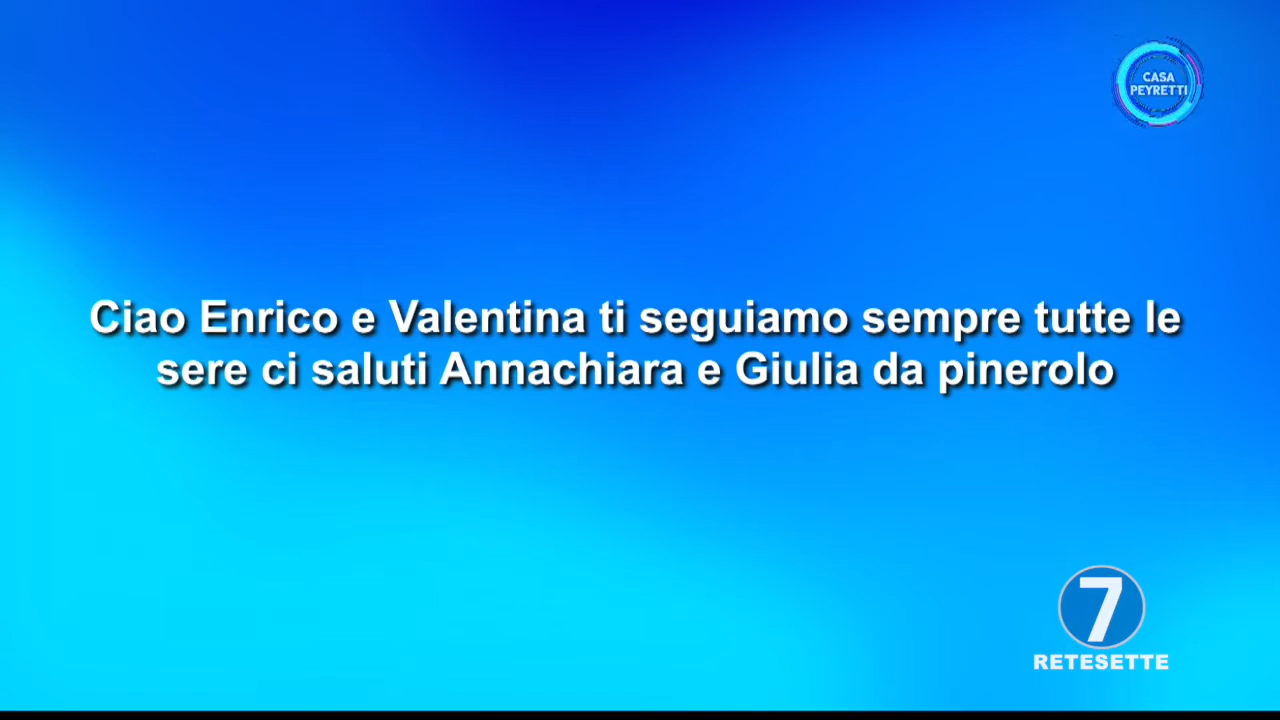 CASA
PEYRETTI
Ciao Enrico e Valentina ti seguiamo sempre tutte le
sere ci saluti Annachiara e Giulia da pinerolo
7
RETESETTE